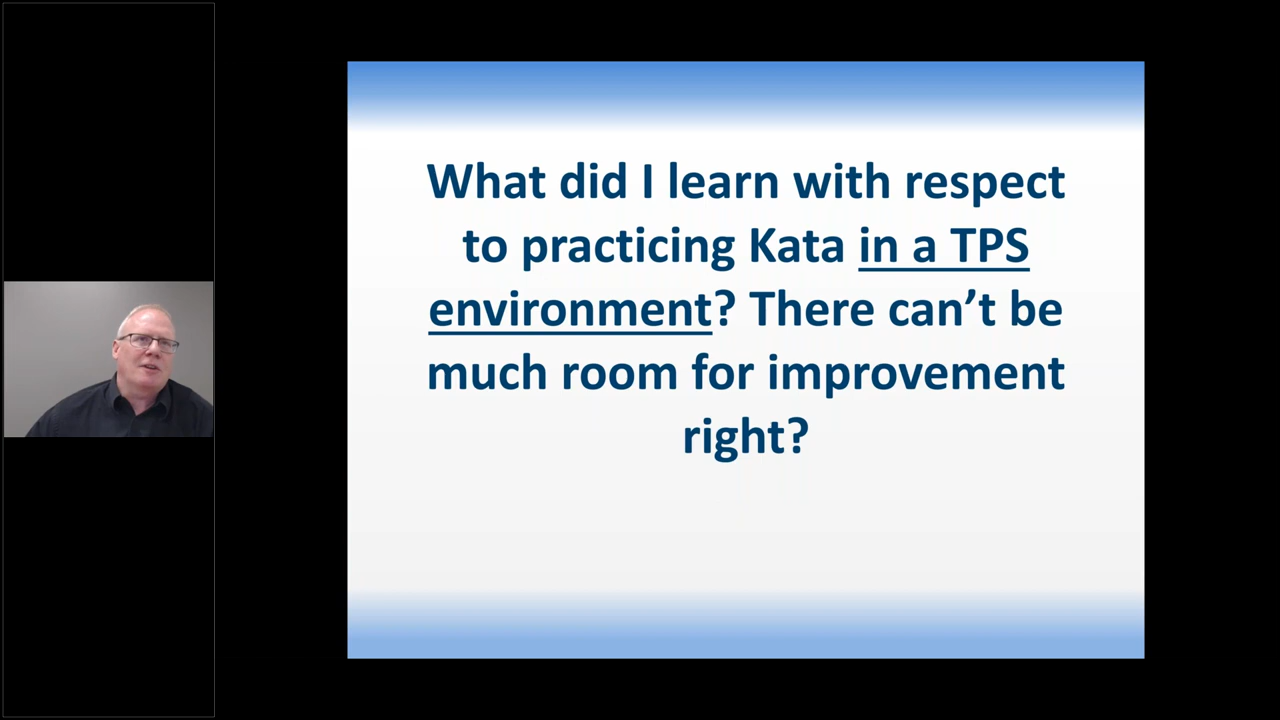 What did I learn with respect
to practicing Kata in a TPS
environment? There can’t be
much room for improvement
right?